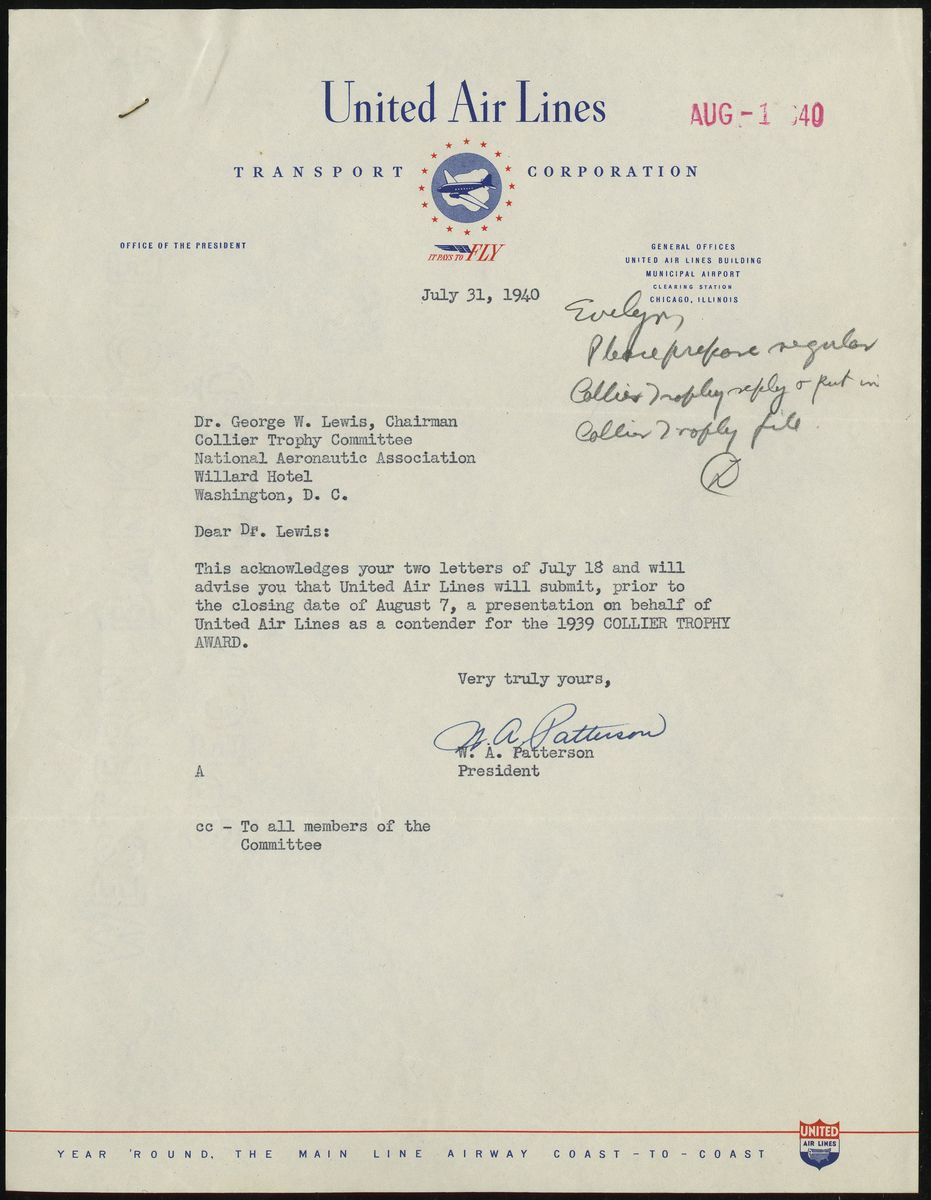 United Air Lines
AUG - 1 '40
TRANSPORT CORPORATION
IT PAYS TO FLY
OFFICE OF THE PRESIDENT
GENERAL OFFICES
UNITED AIR LINES BUILDING
MUNICIPAL AIRPORT
CLEARING STATION
CHICAGO, ILLINOIS
July 31, 1940
Evelyn,
Please prepare regular
Collier Trophy reply & put in
Collier Trophy file.
Dr. George W. Lewis, Chairman
Collier Trophy Committee
National Aeronautic Association
Willard Hotel
Washington, D. C.
Dear Dr. Lewis:
This acknowledges your two letters of July 18 and will
advise you that United Air Lines will submit, prior to
the closing date of August 7, a presentation on behalf of
United Air Lines as a contender for the 1939 COLLIER TROPHY
AWARD.
Very truly yours,
W. A. Patterson
W. A. Patterson
A President
cc - To all members of the
Committee
YEAR 'ROUND, THE MAIN LINE AIRWAY COAST-TO-COAST
UNITED
AIR LINES